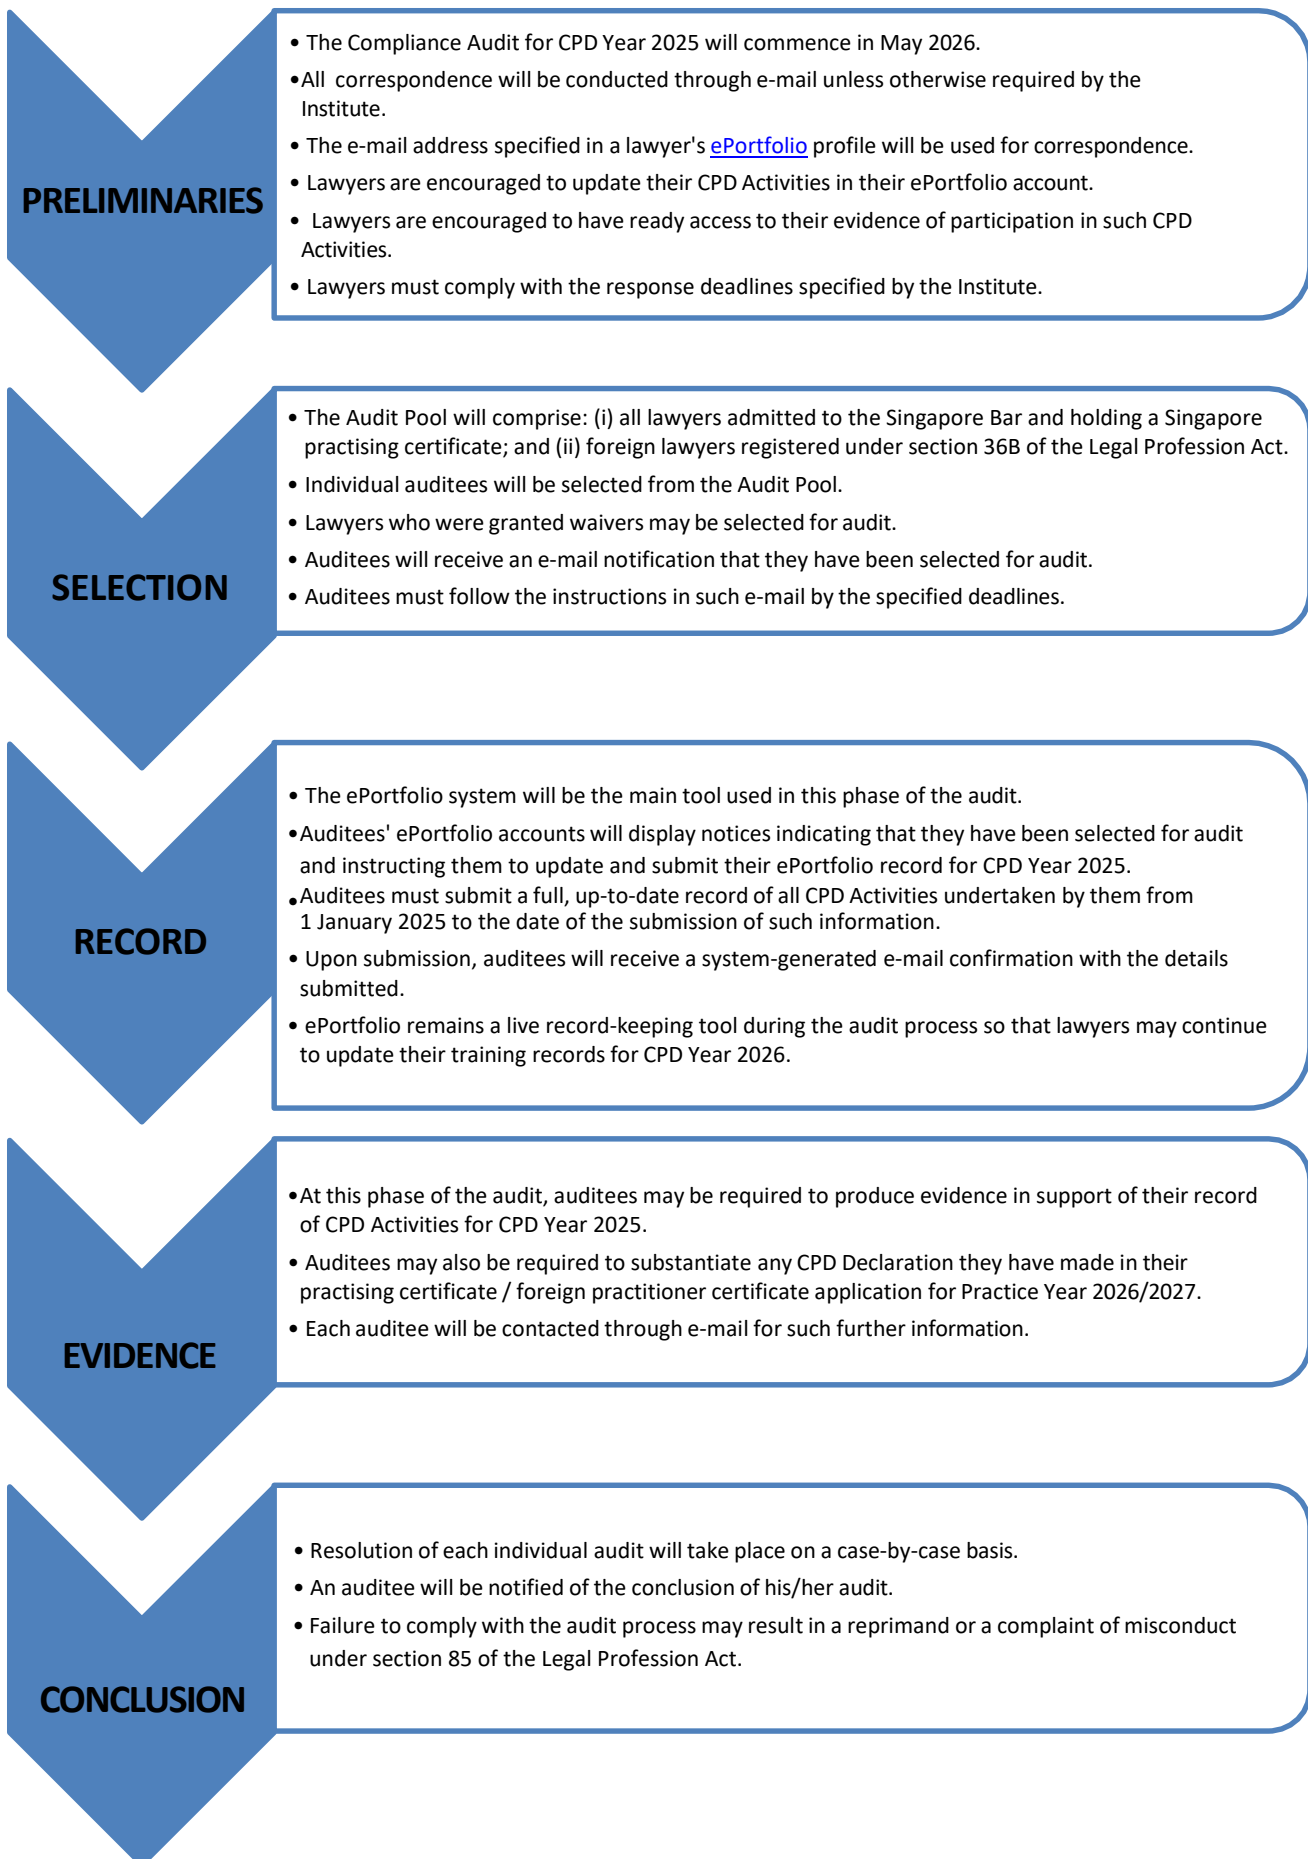 PRELIMINARIES
• The Compliance Audit for CPD Year 2025 will commence in May 2026.
•All correspondence will be conducted through e-mail unless otherwise required by the
Institute.
• The e-mail address specified in a lawyer's ePortfolio profile will be used for correspondence.
• Lawyers are encouraged to update their CPD Activities in their ePortfolio account.
• Lawyers are encouraged to have ready access to their evidence of participation in such CPD
Activities.
• Lawyers must comply with the response deadlines specified by the Institute.
SELECTION
• The Audit Pool will comprise: (i) all lawyers admitted to the Singapore Bar and holding a Singapore
practising certificate; and (ii) foreign lawyers registered under section 36B of the Legal Profession Act.
• Individual auditees will be selected from the Audit Pool.
• Lawyers who were granted waivers may be selected for audit.
• Auditees will receive an e-mail notification that they have been selected for audit.
• Auditees must follow the instructions in such e-mail by the specified deadlines.
RECORD
• The ePortfolio system will be the main tool used in this phase of the audit.
•Auditees' ePortfolio accounts will display notices indicating that they have been selected for audit
and instructing them to update and submit their ePortfolio record for CPD Year 2025.
•Auditees must submit a full, up-to-date record of all CPD Activities undertaken by them from
1 January 2025 to the date of the submission of such information.
• Upon submission, auditees will receive a system-generated e-mail confirmation with the details
submitted.
• ePortfolio remains a live record-keeping tool during the audit process so that lawyers may continue
to update their training records for CPD Year 2026.
EVIDENCE
•At this phase of the audit, auditees may be required to produce evidence in support of their record
of CPD Activities for CPD Year 2025.
• Auditees may also be required to substantiate any CPD Declaration they have made in their
practising certificate / foreign practitioner certificate application for Practice Year 2026/2027.
• Each auditee will be contacted through e-mail for such further information.
CONCLUSION
• Resolution of each individual audit will take place on a case-by-case basis.
• An auditee will be notified of the conclusion of his/her audit.
• Failure to comply with the audit process may result in a reprimand or a complaint of misconduct
under section 85 of the Legal Profession Act.